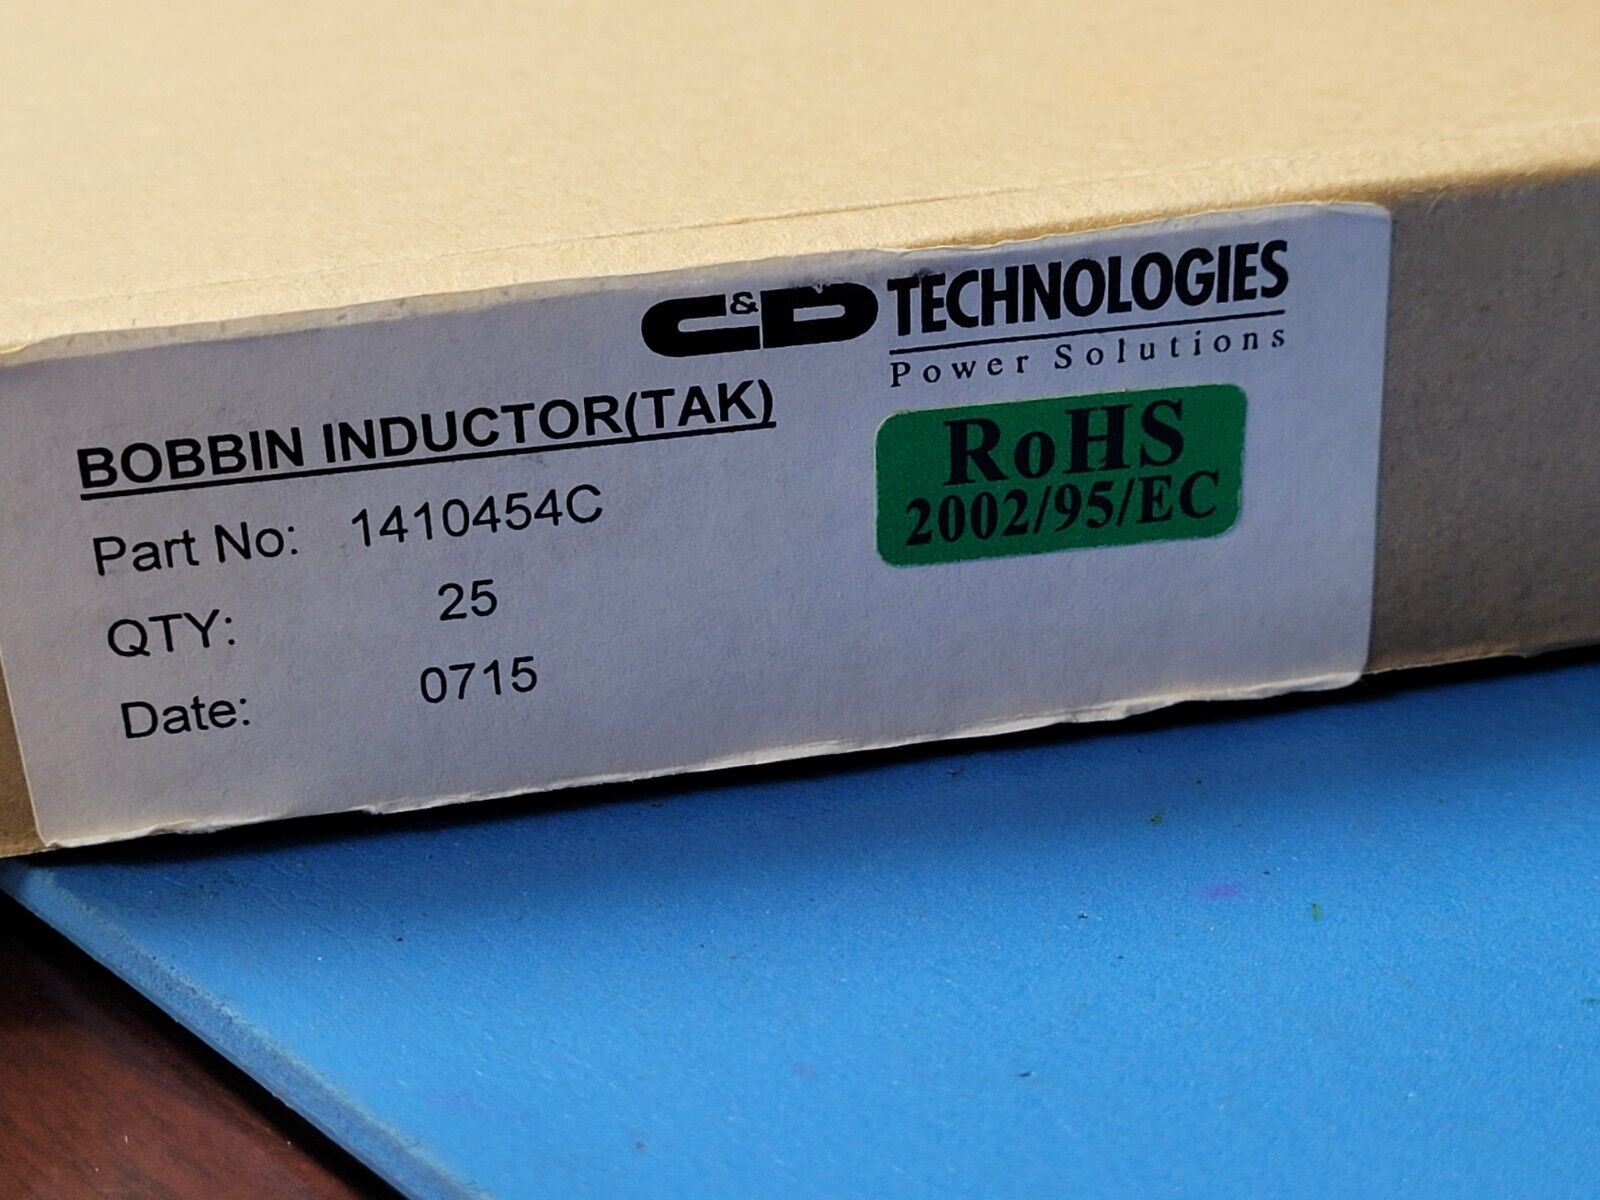 C&D TECHNOLOGIES
Power Solutions
BOBBIN INDUCTOR(TAK)
Part No: 1410454C
QTY: 25
Date: 0715
RoHS
2002/95/EC